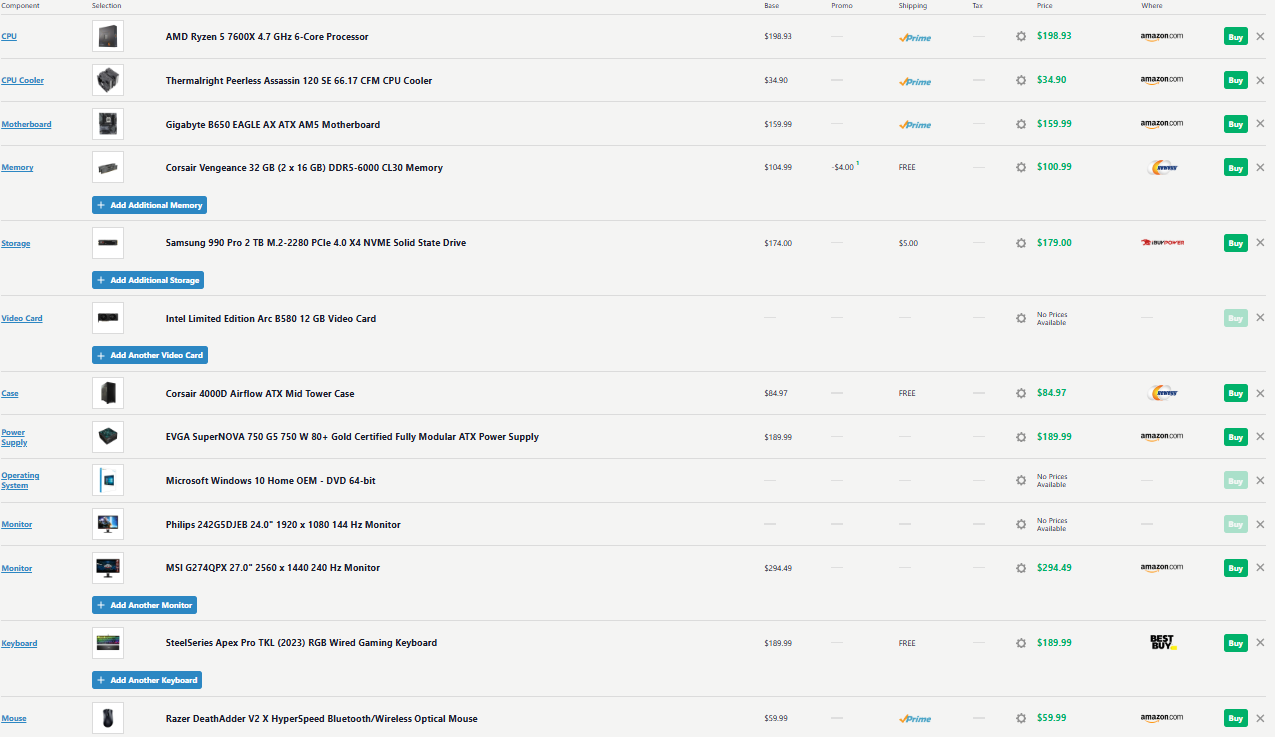 Component Selection Base Promo Shipping Tax Price Where
CPU AMD Ryzen 5 7600X 4.7 GHz 6-Core Processor $198.93 — Prime — $198.93 amazon.com Buy
CPU Cooler Thermalright Peerless Assassin 120 SE 66.17 CFM CPU Cooler $34.90 — Prime — $34.90 amazon.com Buy
Motherboard Gigabyte B650 EAGLE AX ATX AM5 Motherboard $159.99 — Prime — $159.99 amazon.com Buy
Memory Corsair Vengeance 32 GB (2 x 16 GB) DDR5-6000 CL30 Memory $104.99 -$4.00 1 FREE — $100.99 newegg Buy
+ Add Additional Memory
Storage Samsung 990 Pro 2 TB M.2-2280 PCIe 4.0 X4 NVME Solid State Drive $174.00 — $5.00 — $179.00 iBUYPOWER Buy
+ Add Additional Storage
Video Card Intel Limited Edition Arc B580 12 GB Video Card — — — — No Prices — Buy
Available
+ Add Another Video Card
Case Corsair 4000D Airflow ATX Mid Tower Case $84.97 — FREE — $84.97 newegg Buy
Power EVGA SuperNOVA 750 G5 750 W 80+ Gold Certified Fully Modular ATX Power Supply $189.99 — — — $189.99 amazon.com Buy
Supply
Operating Microsoft Windows 10 Home OEM - DVD 64-bit — — — — No Prices — Buy
System Available
Monitor Philips 242G5DJEB 24.0" 1920 x 1080 144 Hz Monitor — — — — No Prices — Buy
Available
Monitor MSI G274QPX 27.0" 2560 x 1440 240 Hz Monitor $294.49 — — — $294.49 amazon.com Buy
+ Add Another Monitor
Keyboard SteelSeries Apex Pro TKL (2023) RGB Wired Gaming Keyboard $189.99 — FREE — $189.99 BEST BUY Buy
+ Add Another Keyboard
Mouse Razer DeathAdder V2 X HyperSpeed Bluetooth/Wireless Optical Mouse $59.99 — Prime — $59.99 amazon.com Buy